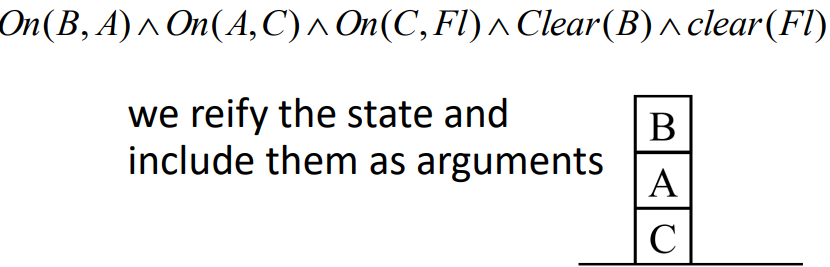 On(B, A) ∧ On(A, C) ∧ On(C, Fl) ∧ Clear(B) ∧ clear(Fl)
we reify the state and
include them as arguments
B
A
C